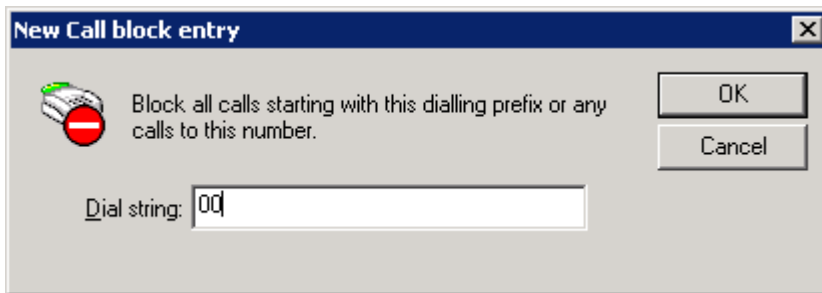 New Call block entry
Block all calls starting with this dialling prefix or any
calls to this number.
OK
Cancel
Dial string: 00